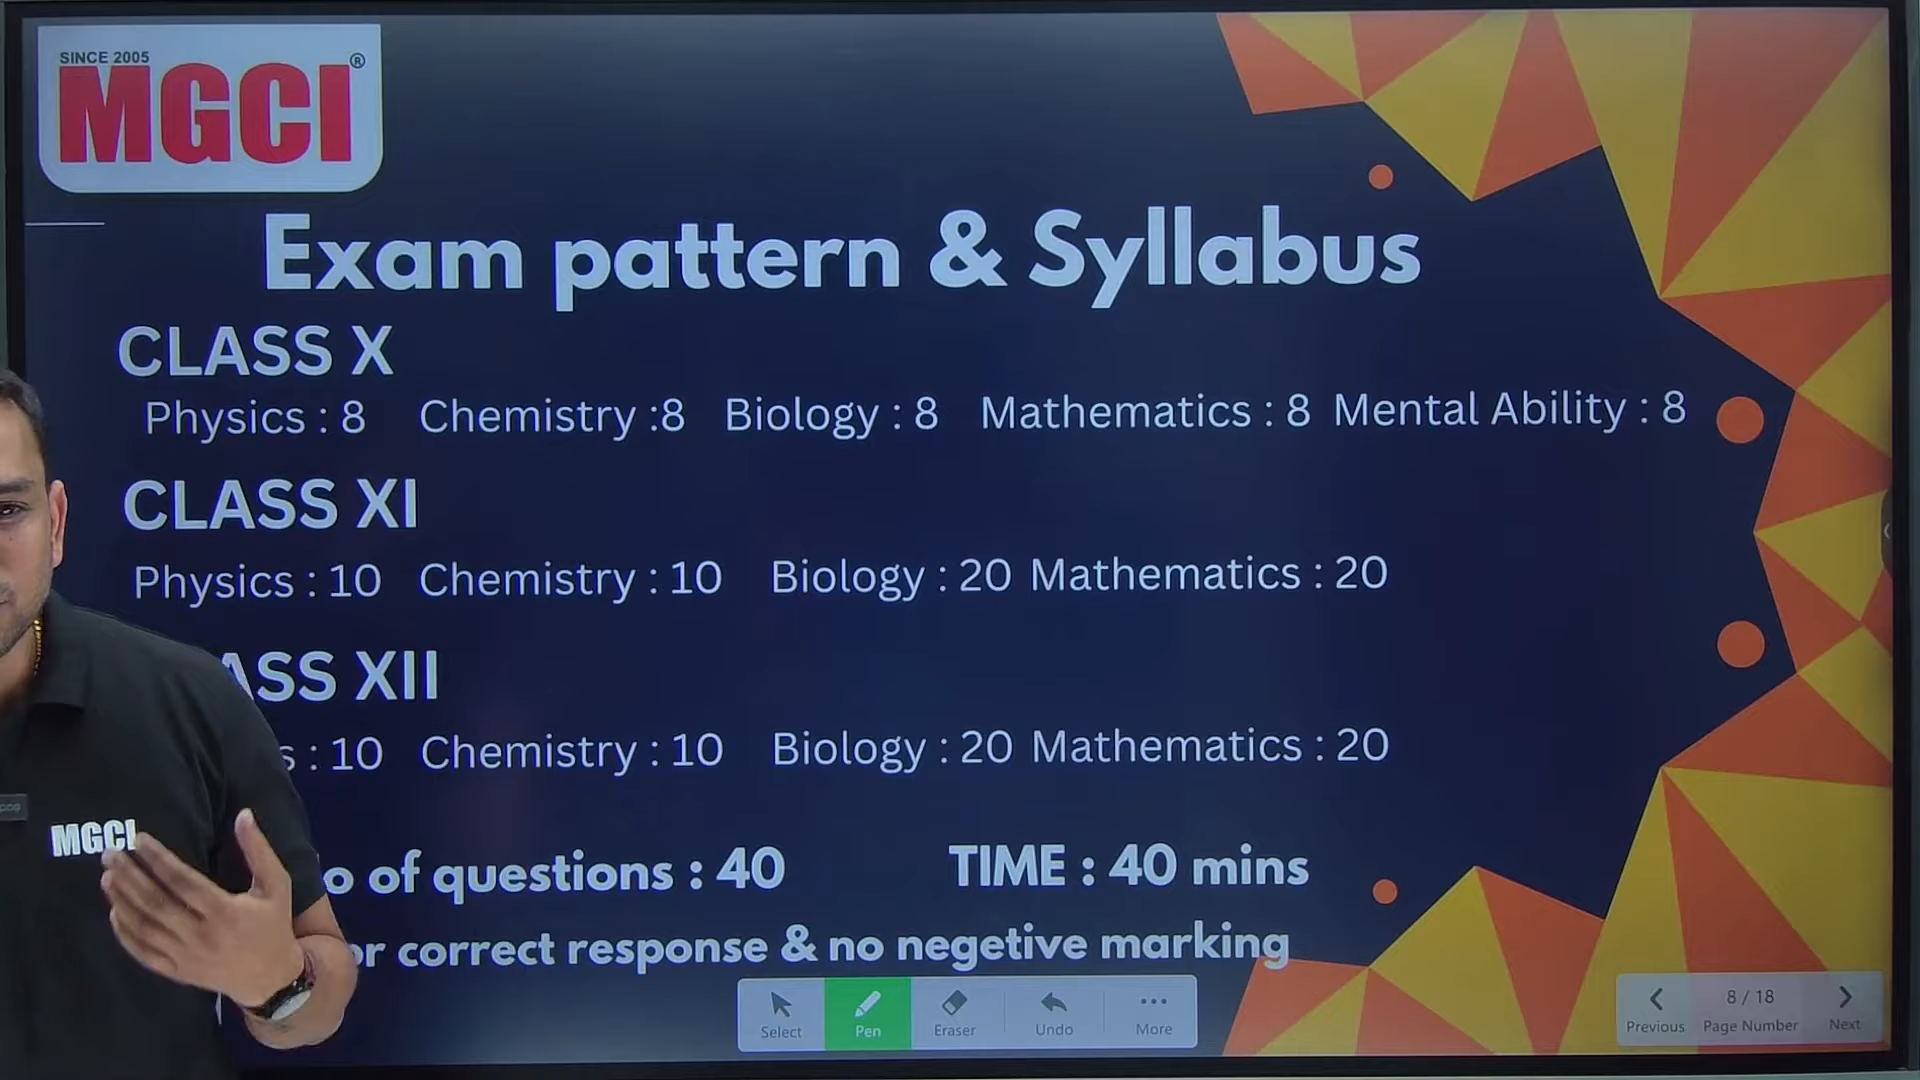 SINCE 2005
MGCI®
Exam pattern & Syllabus
CLASS X
Physics : 8 Chemistry :8 Biology : 8 Mathematics : 8 Mental Ability : 8
CLASS XI
Physics : 10 Chemistry : 10 Biology : 20 Mathematics : 20
XII
: 10 Chemistry : 10 Biology : 20 Mathematics : 20
of questions : 40 TIME : 40 mins
correct response & no negetive marking
MGCI
Select Pen Eraser Undo More
Previous 8 / 18 Page Number Next